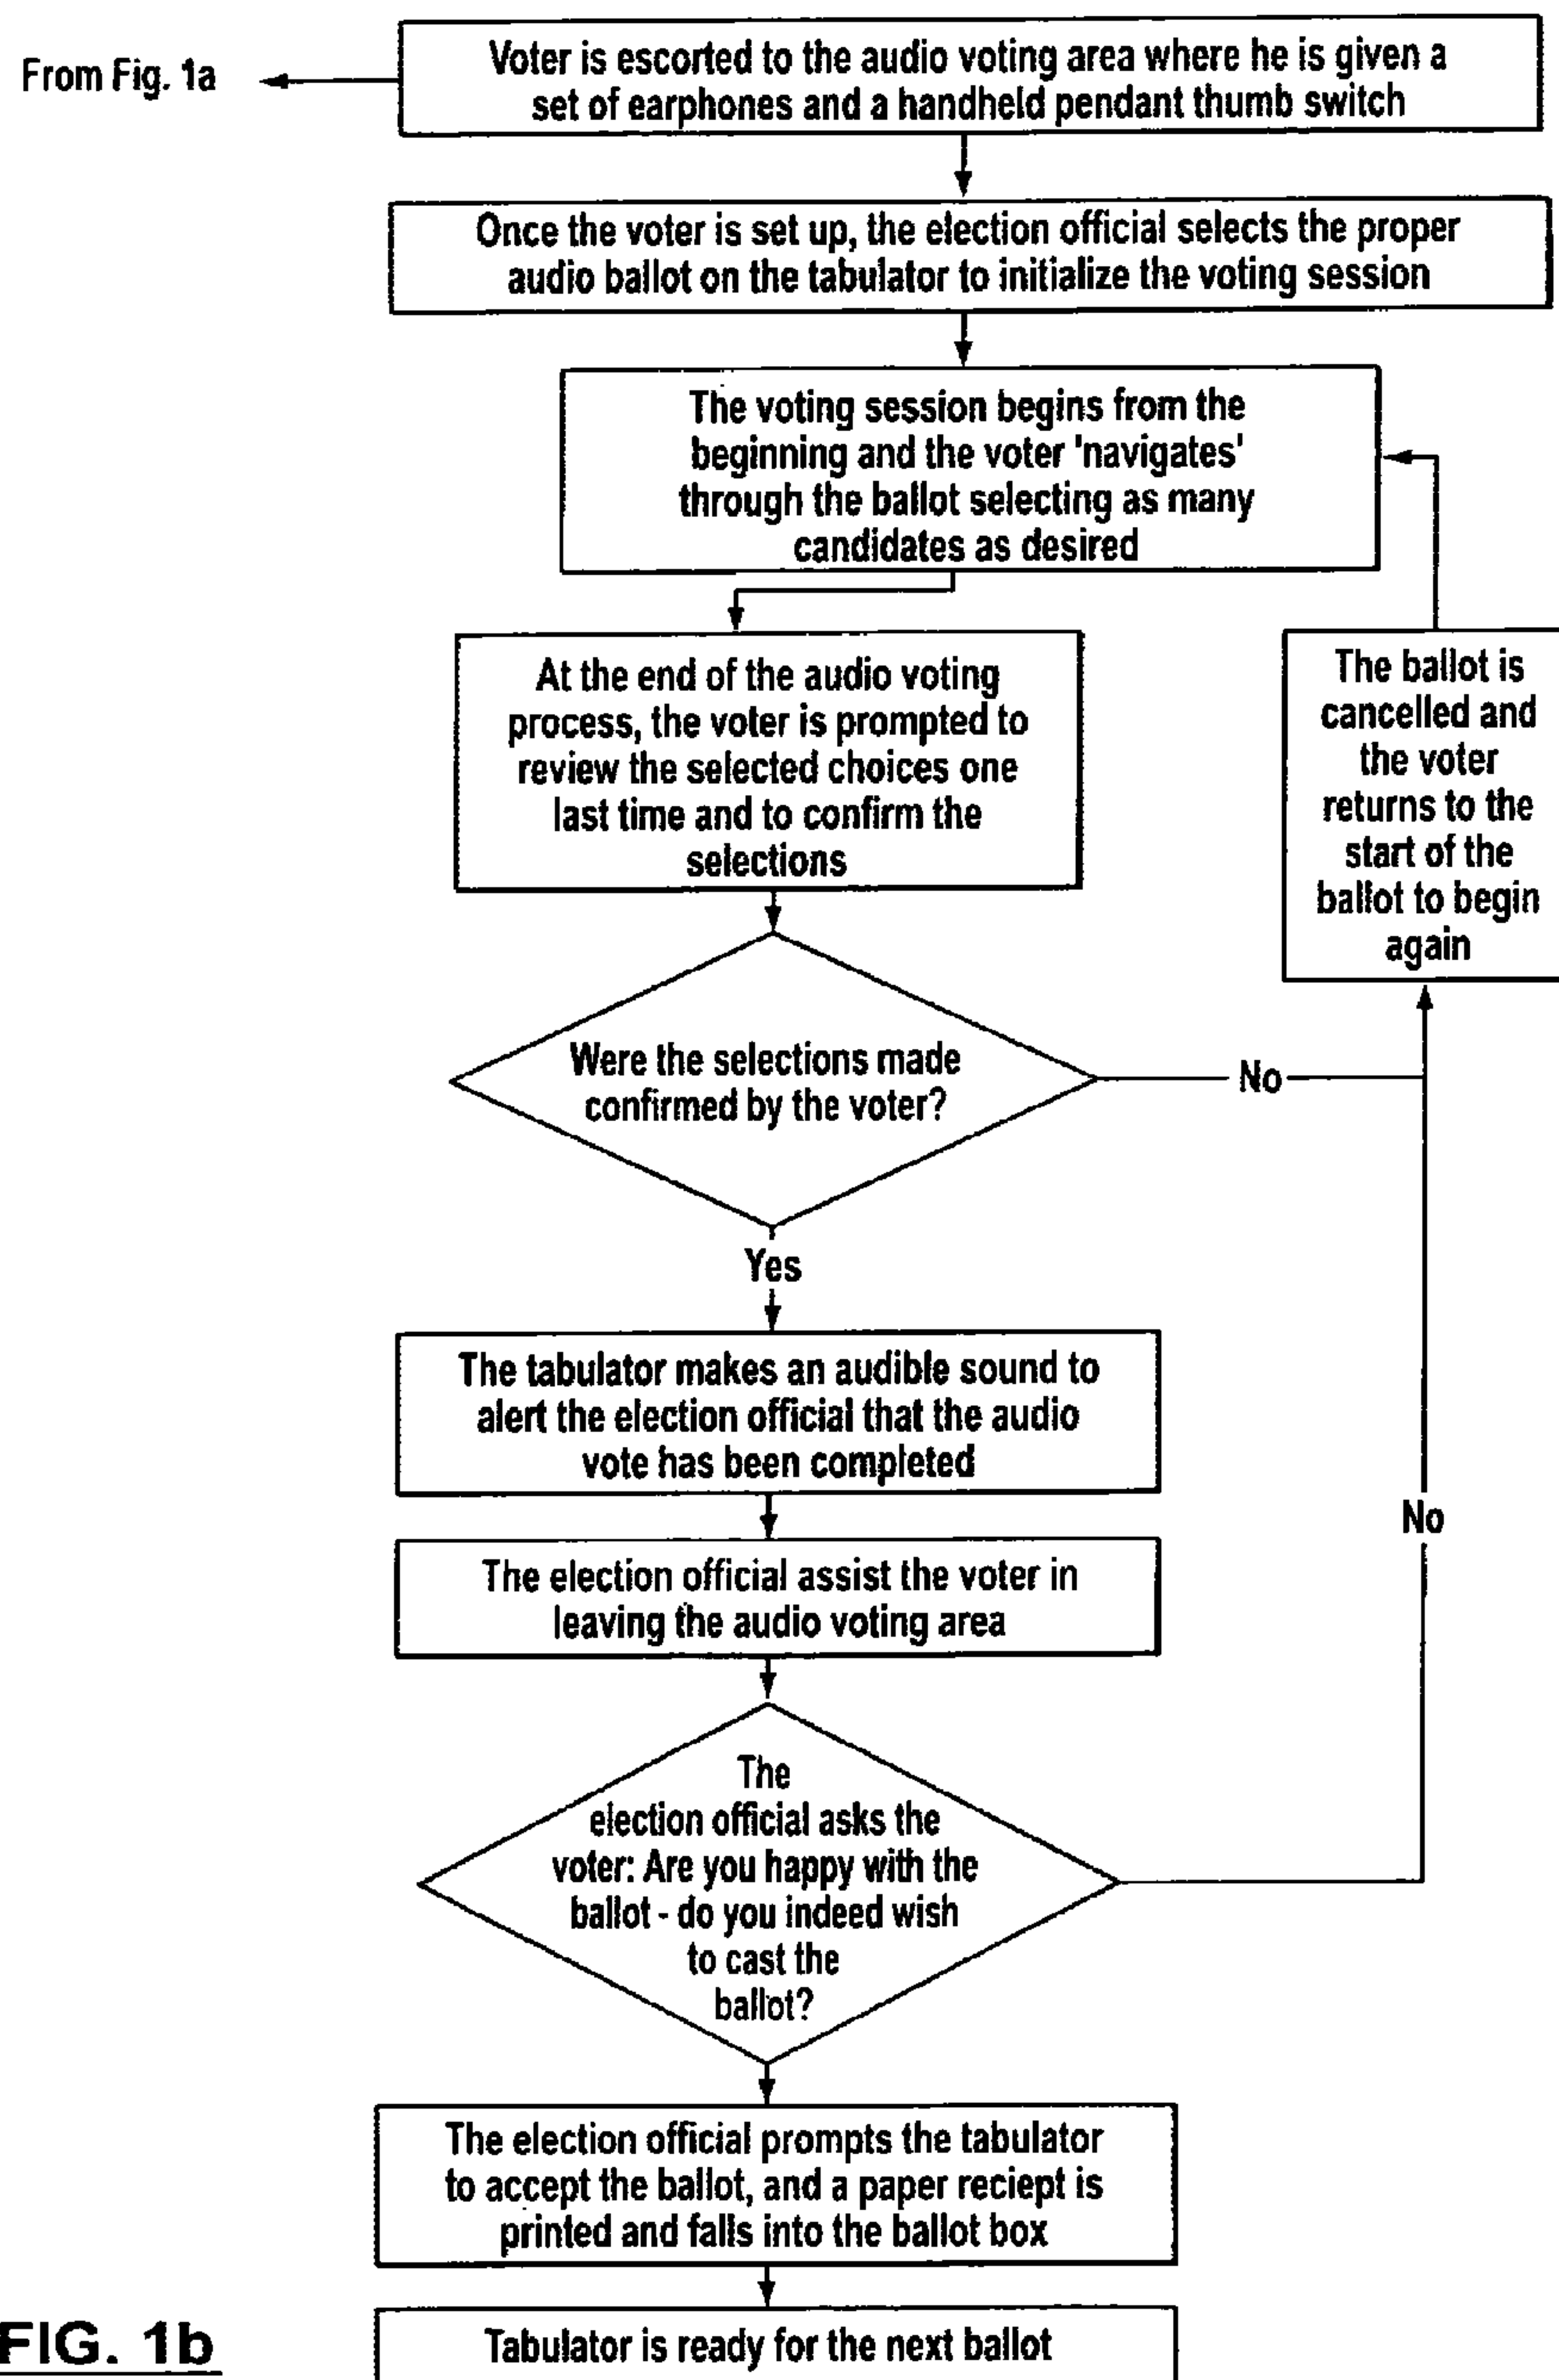 From Fig. 1a
Voter is escorted to the audio voting area where he is given a
set of earphones and a handheld pendant thumb switch
Once the voter is set up, the election official selects the proper
audio ballot on the tabulator to initialize the voting session
The voting session begins from the
beginning and the voter 'navigates'
through the ballot selecting as many
candidates as desired
At the end of the audio voting
process, the voter is prompted to
review the selected choices one
last time and to confirm the
selections
The ballot is
cancelled and
the voter
returns to the
start of the
ballot to begin
again
Were the selections made
confirmed by the voter?
No
Yes
The tabulator makes an audible sound to
alert the election official that the audio
vote has been completed
No
The election official assist the voter in
leaving the audio voting area
The
election official asks the
voter: Are you happy with the
ballot - do you indeed wish
to cast the
ballot?
The election official prompts the tabulator
to accept the ballot, and a paper reciept is
printed and falls into the ballot box
Tabulator is ready for the next ballot
FIG. 1b